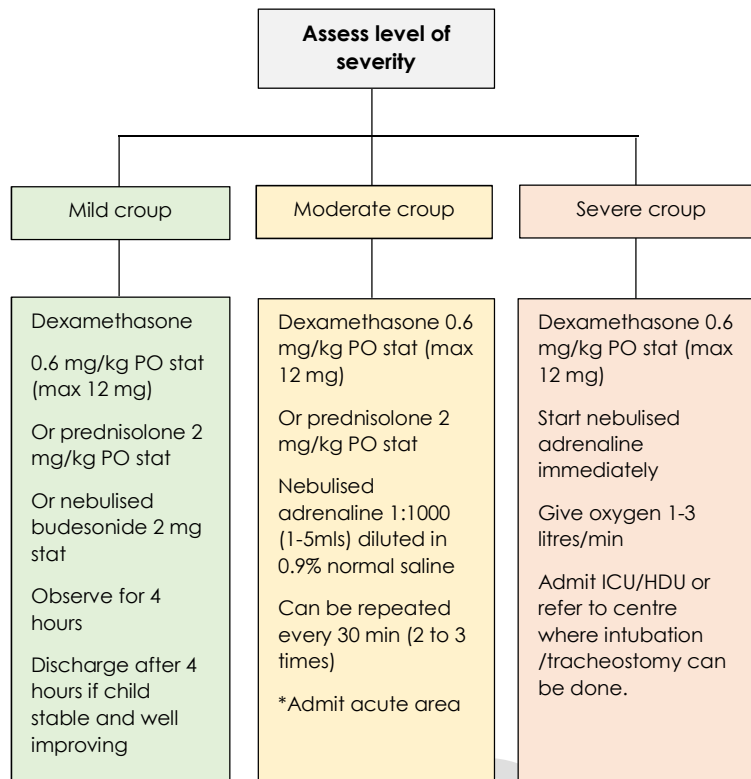 Assess level of
severity
Mild croup
Moderate croup
Severe croup
Dexamethasone
0.6 mg/kg PO stat
(max 12 mg)
Or prednisolone 2
mg/kg PO stat
Or nebulised
budesonide 2 mg
stat
Observe for 4
hours
Discharge after 4
hours if child
stable and well
improving
Dexamethasone 0.6
mg/kg PO stat (max
12 mg)
Or prednisolone 2
mg/kg PO stat
Nebulised
adrenaline 1:1000
(1-5mls) diluted in
0.9% normal saline
Can be repeated
every 30 min (2 to 3
times)
*Admit acute area
Dexamethasone 0.6
mg/kg PO stat (max
12 mg)
Start nebulised
adrenaline
immediately
Give oxygen 1-3
litres/min
Admit ICU/HDU or
refer to centre
where intubation
/tracheostomy can
be done.